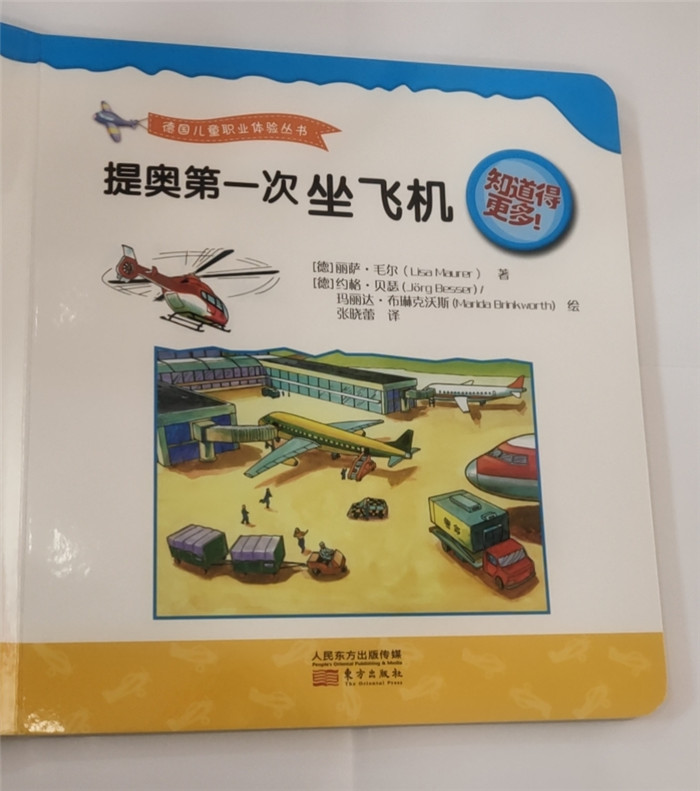 德国儿童职业体验丛书
提奥第一次坐飞机
知道得
更多!
[德]丽萨·毛尔(Lisa Maurer) 著
[德]约格·贝瑟(Jörg Besser)/
玛丽达·布琳克沃斯(Marida Brinkworth) 绘
张晓蕾 译
人民东方出版传媒
People's Oriental Publishing & Media
東方出版社
The Oriental Press